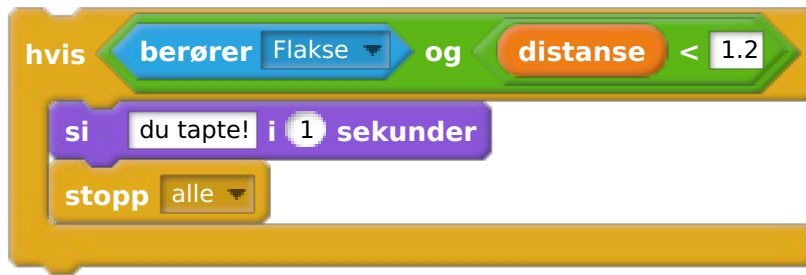 hvis berører Flakse og distanse < 1.2
si du tapte! i 1 sekunder
stopp alle